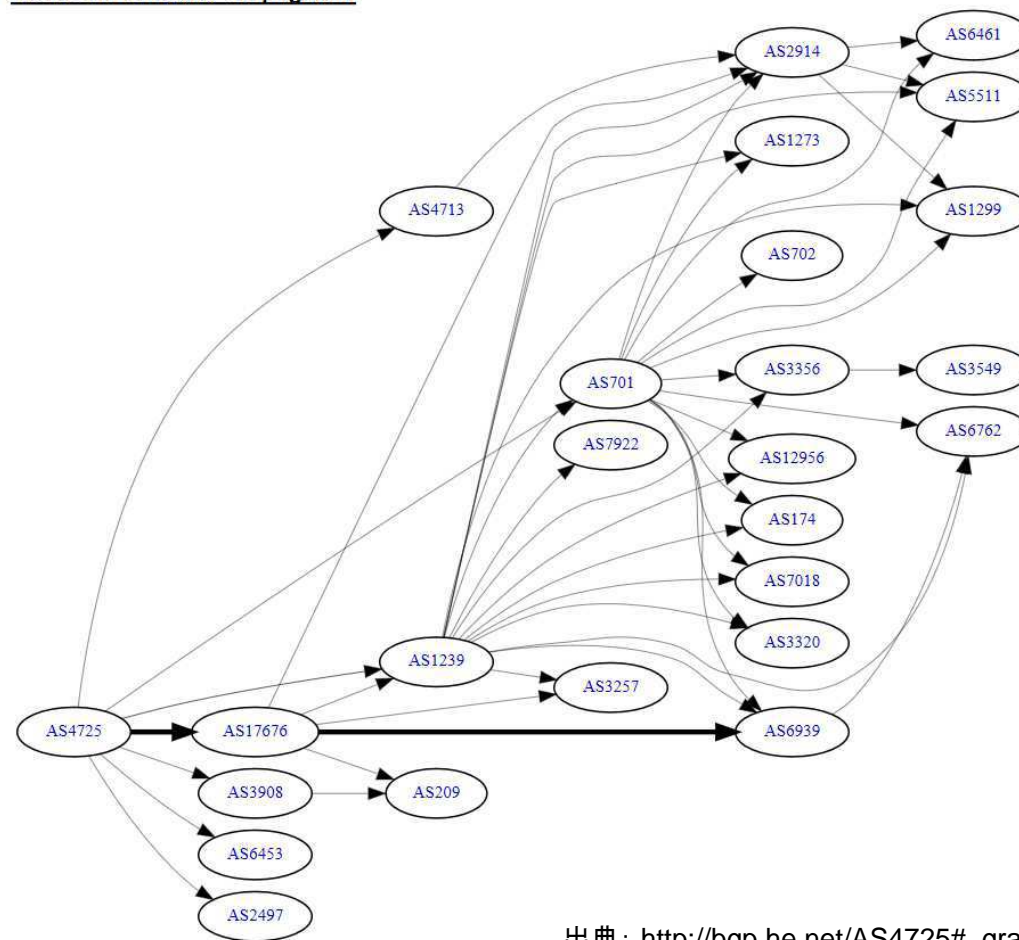 AS6461
AS2914
AS5511
AS1273
AS4713
AS1299
AS702
AS3356
AS3549
AS701
AS6762
AS7922
AS12956
AS174
AS7018
AS3320
AS1239
AS3257
AS4725
AS17676
AS6939
AS3908
AS209
AS6453
AS2497
出典: http://bgp.he.net/AS4725#_gra